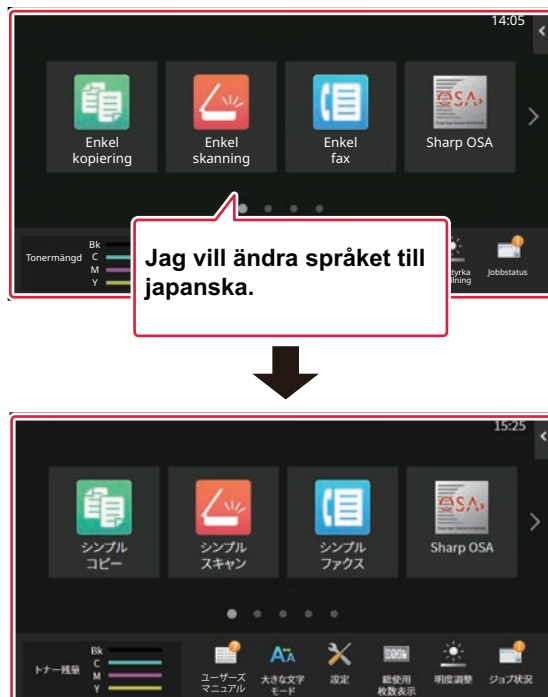 14:05
Enkel
kopiering
Enkel
skanning
Enkel
fax
Sharp OSA
Jag vill ändra språket till
japanska.
Tonermängd
Bk
C
M
Y
Jobbstatus
15:25
シンプル
コピー
シンプル
スキャン
シンプル
ファクス
Sharp OSA
トナー残量
Bk
C
M
Y
ユーザーズ
マニュアル
大きな文字
モード
設定
総使用
枚数表示
明度調整
ジョブ状況